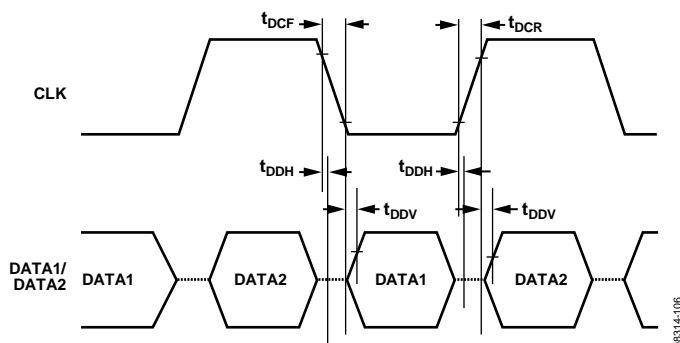 tDCF
tDCR
CLK
tDDH
tDDH
tDDV
tDDV
DATA1/
DATA2
DATA1
DATA2
DATA1
DATA2
08314-106